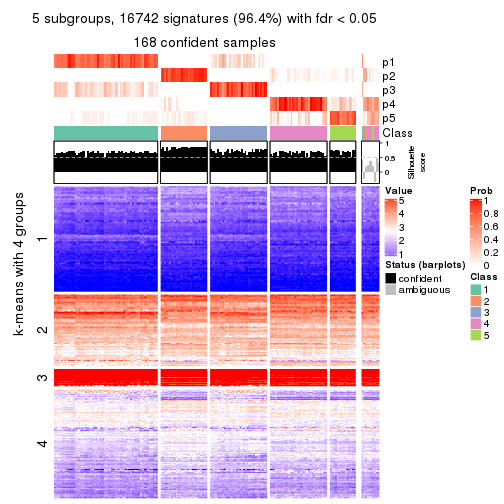 5 subgroups, 16742 signatures (96.4%) with fdr < 0.05
168 confident samples
p1
p2
p3
p4
p5
Class
1
0.5
0
Silhouette
score
k-means with 4 groups
1
2
3
4
Value
5
4
3
2
1
Status (barplots)
confident
ambiguous
Prob
1
0.8
0.6
0.4
0.2
0
Class
1
2
3
4
5